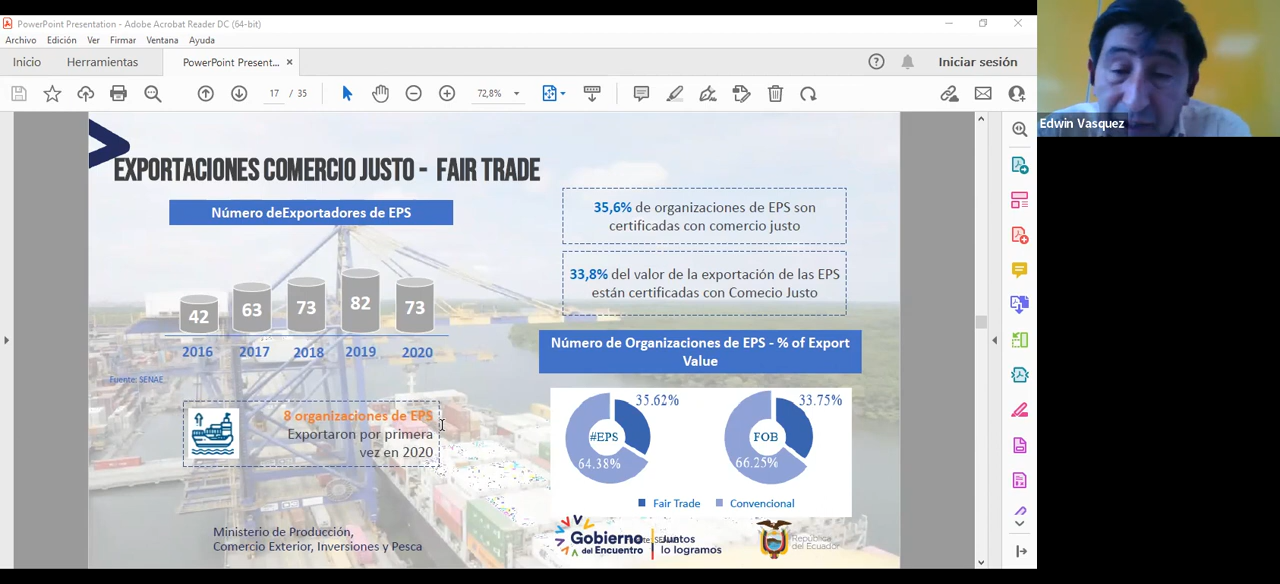 PowerPoint Presentation - Adobe Acrobat Reader DC (64-bit)
Archivo Edición Ver Firmar Ventana Ayuda
Inicio Herramientas PowerPoint Present... × Iniciar sesión
17 / 35 72,8%
Edwin Vasquez
EXPORTACIONES COMERCIO JUSTO - FAIR TRADE
Número deExportadores de EPS
42 63 73 82 73
2016 2017 2018 2019 2020
Fuente: SENAE
8 organizaciones de EPS
Exportaron por primera
vez en 2020
35,6% de organizaciones de EPS son
certificadas con comercio justo
33,8% del valor de la exportación de las EPS
están certificadas con Comecio Justo
Número de Organizaciones de EPS - % of Export
Value
35.62%
#EPS
64.38%
33.75%
FOB
66.25%
Fair Trade Convencional
Ministerio de Producción,
Comercio Exterior, Inversiones y Pesca
Gobierno
del Encuentro
Juntos
lo logramos
República
del Ecuador